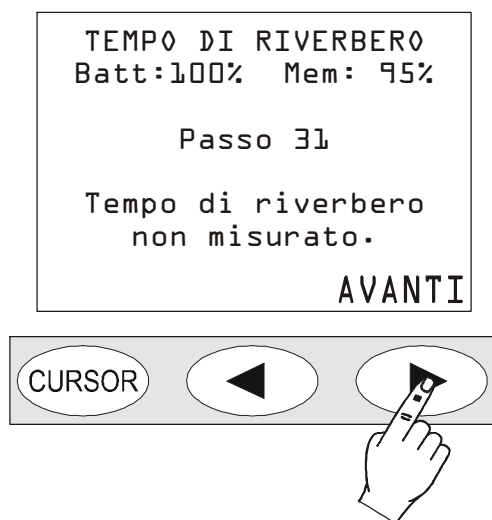 TEMPO DI RIVERBERO
Batt:100% Mem: 95%
Passo 31
Tempo di riverbero
non misurato.
AVANTI
CURSOR